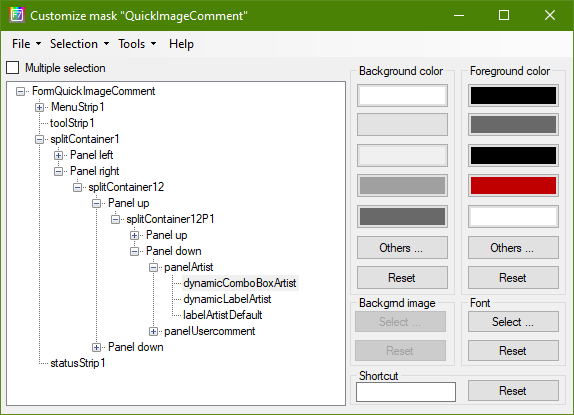 Customize mask "QuickImageComment"
File Selection Tools Help
Multiple selection
FormQuickImageComment
MenuStrip1
toolStrip1
splitContainer1
Panel left
Panel right
splitContainer12
Panel up
splitContainer12P1
Panel up
Panel down
panelArtist
dynamicComboBoxArtist
dynamicLabelArtist
labelArtistDefault
panelUsercomment
Panel down
statusStrip1
Background color
Others ...
Reset
Foreground color
Others ...
Reset
Backgrnd image
Select ...
Reset
Font
Select ...
Reset
Shortcut
Reset